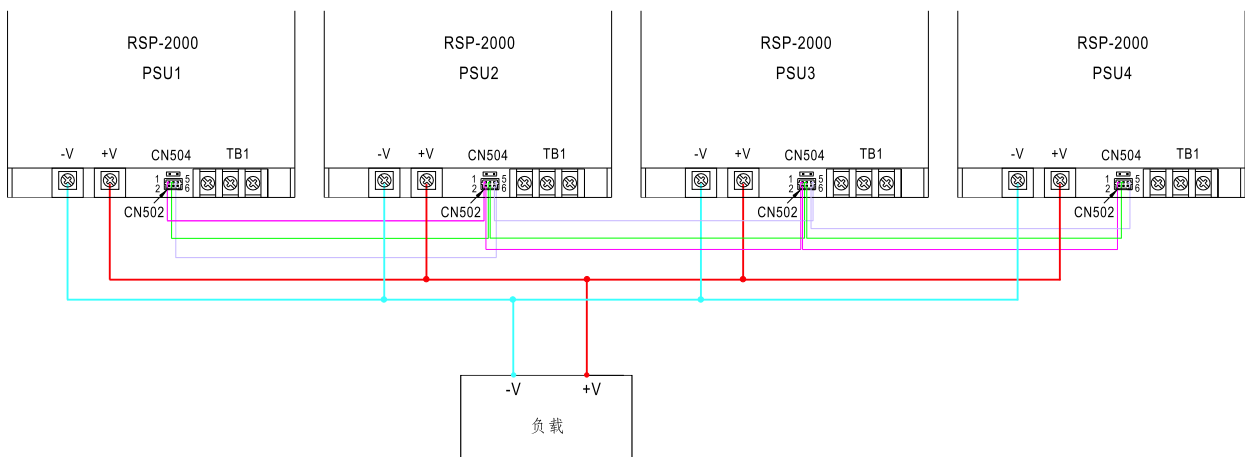 RSP-2000 RSP-2000 RSP-2000 RSP-2000
PSU1 PSU2 PSU3 PSU4
-V +V CN504 TB1 -V +V CN504 TB1 -V +V CN504 TB1 -V +V CN504 TB1
1 5 1 5 1 5 1 5
2 6 2 6 2 6 2 6
CN502 CN502 CN502 CN502
-V +V
负载